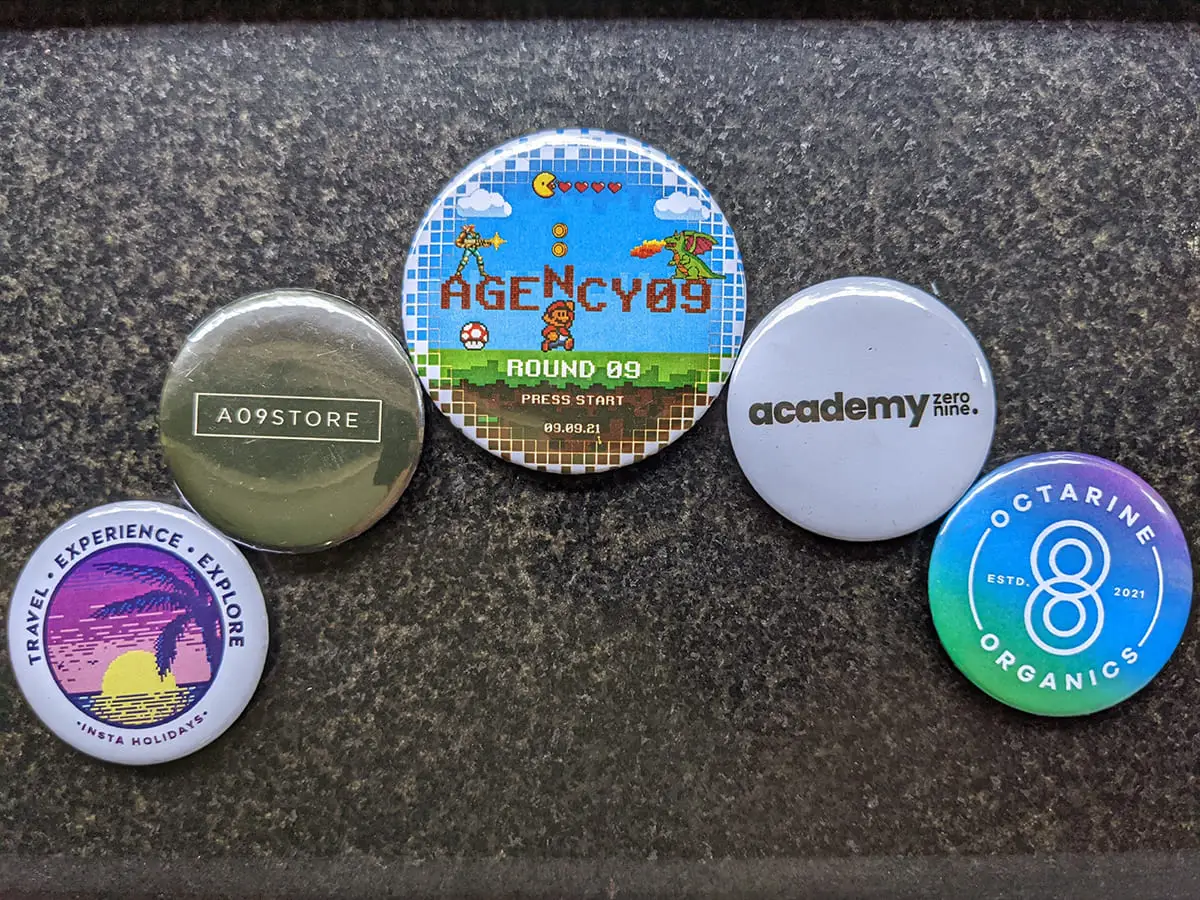 AGENCY09
ROUND 09
PRESS START
09.09.21
A09STORE
academy zero nine.
TRAVEL • EXPERIENCE • EXPLORE
•INSTA HOLIDAYS•
OCTARINE
ESTD. 8 2021
ORGANICS